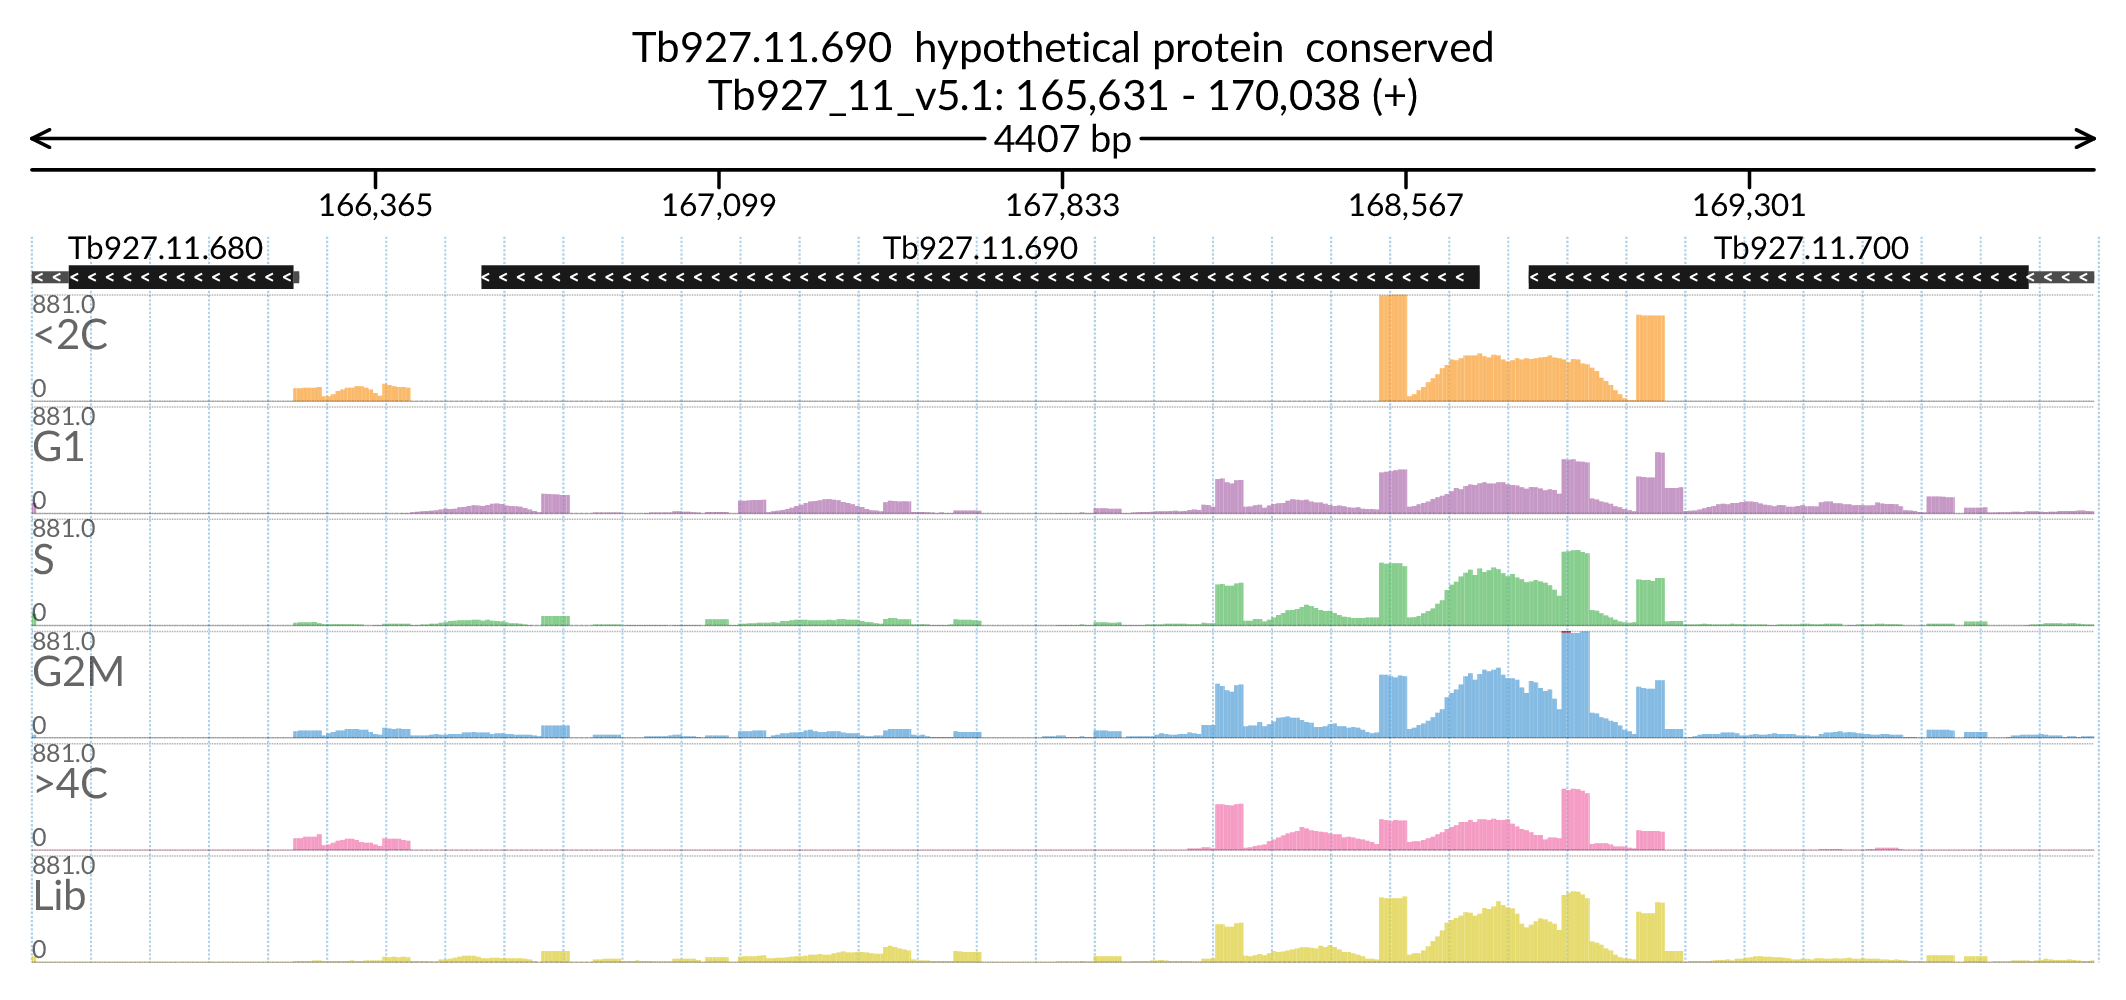 Tb927.11.690 hypothetical protein conserved
Tb927_11_v5.1: 165,631 - 170,038 (+)
4407 bp
166,365 167,099 167,833 168,567 169,301
Tb927.11.680 Tb927.11.690 Tb927.11.700
881.0
<2C
0
881.0
G1
0
881.0
S
0
881.0
G2M
0
881.0
>4C
0
881.0
Lib
0